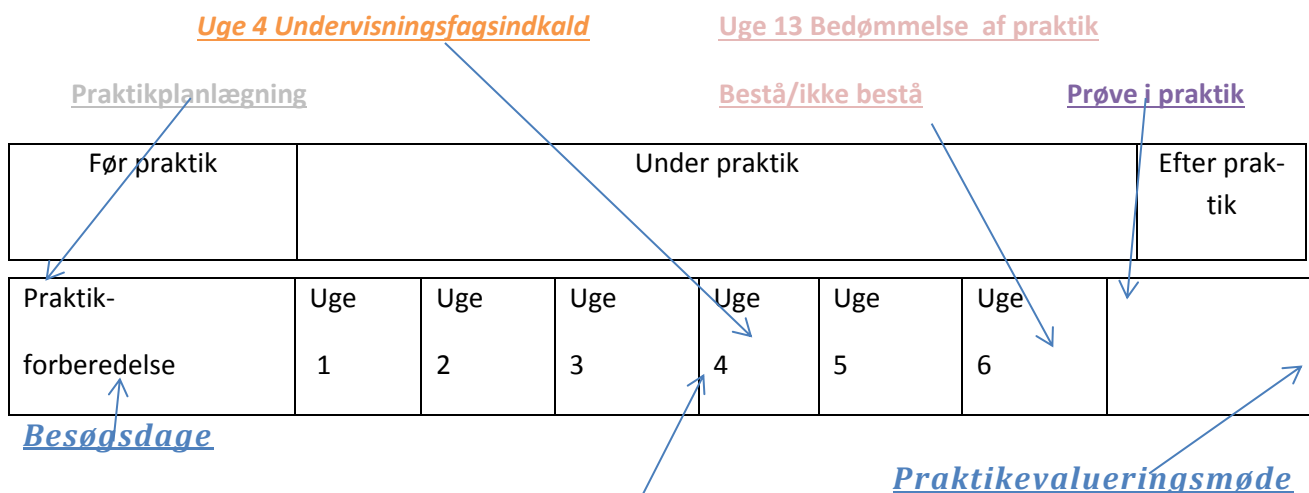 Uge 4 Undervisningsfagsindkald Uge 13 Bedømmelse af praktik
Praktikplanlægning Bestå/ikke bestå Prøve i praktik
Før praktik Under praktik Efter prak-
tik
Praktik- Uge Uge Uge Uge Uge Uge
forberedelse 1 2 3 4 5 6
Besøgsdage
Praktikevalueringsmøde